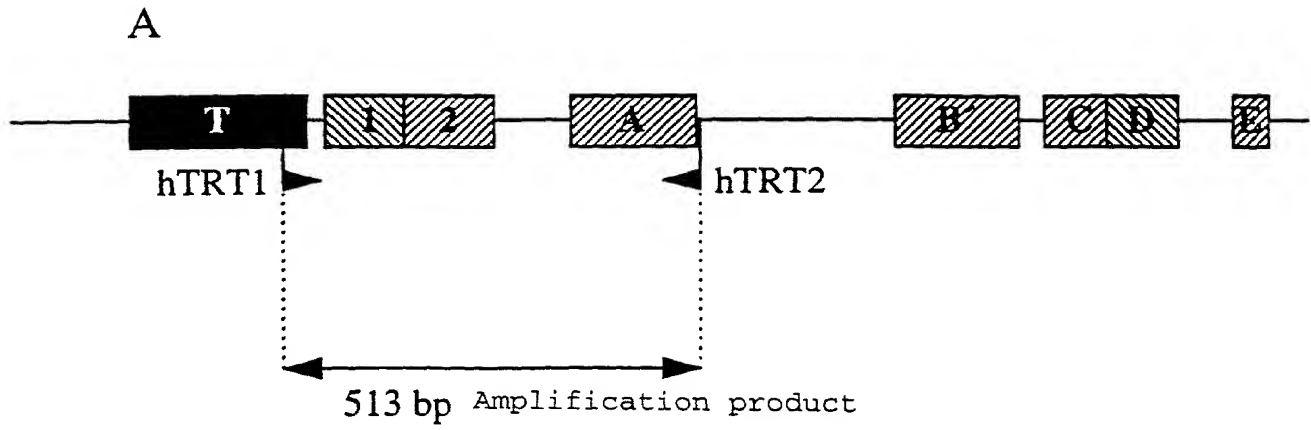 A
T 1 2 A B´ C D E
hTRT1 hTRT2
513 bp Amplification product